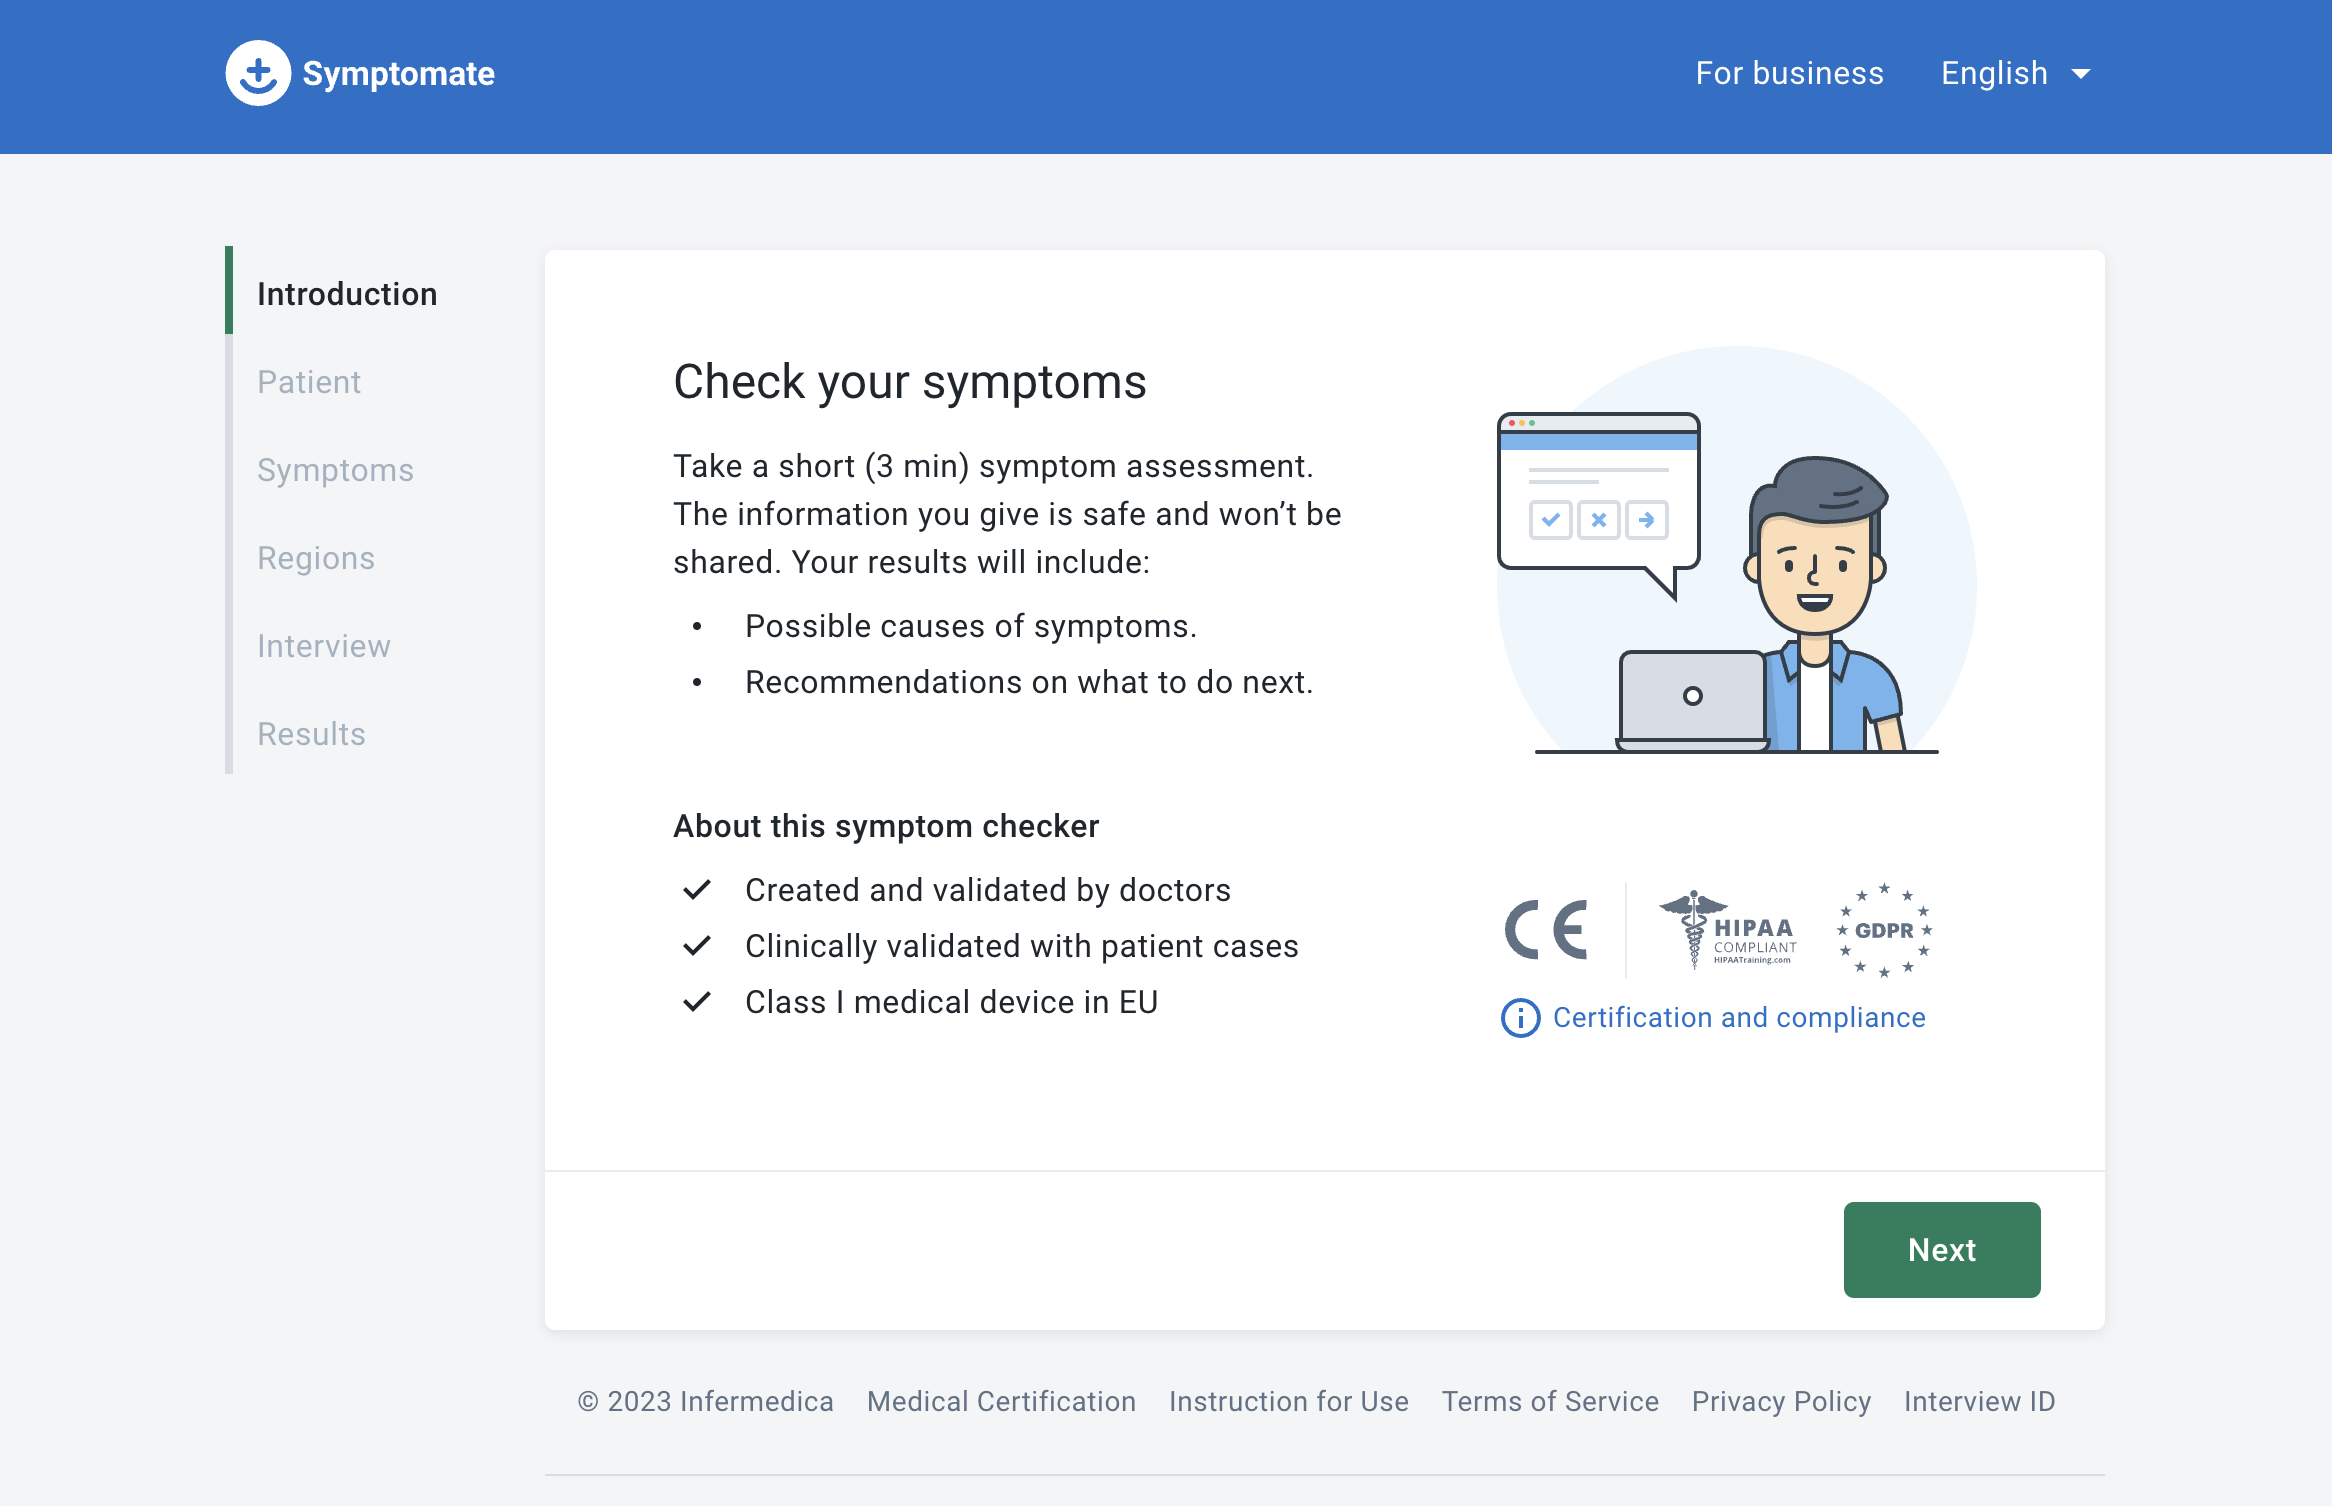 Symptomate
For business
English
Introduction
Patient
Symptoms
Regions
Interview
Results
Check your symptoms
Take a short (3 min) symptom assessment.
The information you give is safe and won’t be
shared. Your results will include:
• Possible causes of symptoms.
• Recommendations on what to do next.
About this symptom checker
Created and validated by doctors
Clinically validated with patient cases
Class I medical device in EU
CE
HIPAA
COMPLIANT
HIPAATraining.com
GDPR
Certification and compliance
Next
© 2023 Infermedica
Medical Certification
Instruction for Use
Terms of Service
Privacy Policy
Interview ID